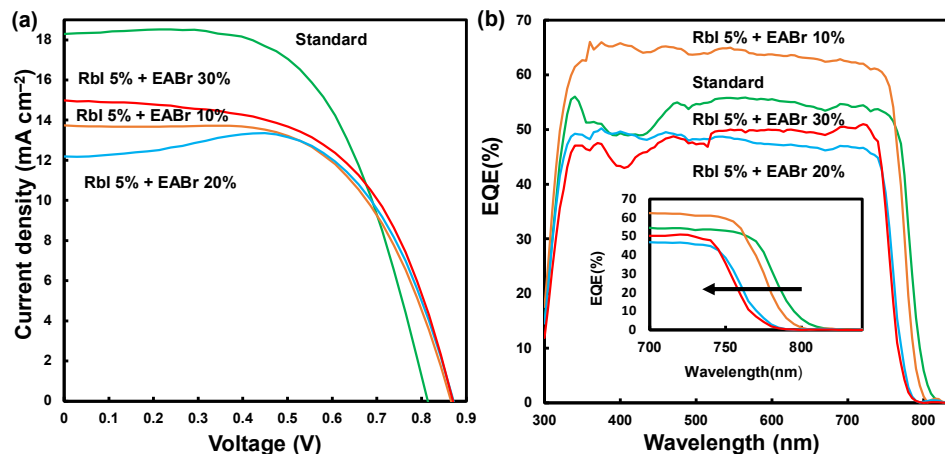 (a)
Current density (mA cm⁻²)
18
16
14
12
10
8
6
4
2
0
Standard
RbI 5% + EABr 30%
RbI 5% + EABr 10%
RbI 5% + EABr 20%
0 0.1 0.2 0.3 0.4 0.5 0.6 0.7 0.8 0.9
Voltage (V)
(b)
EQE(%)
70
60
50
40
30
20
10
0
RbI 5% + EABr 10%
Standard
RbI 5% + EABr 30%
RbI 5% + EABr 20%
EQE(%)
70
60
50
40
30
20
10
0
700 750 800
Wavelength(nm)
300 400 500 600 700 800
Wavelength (nm)